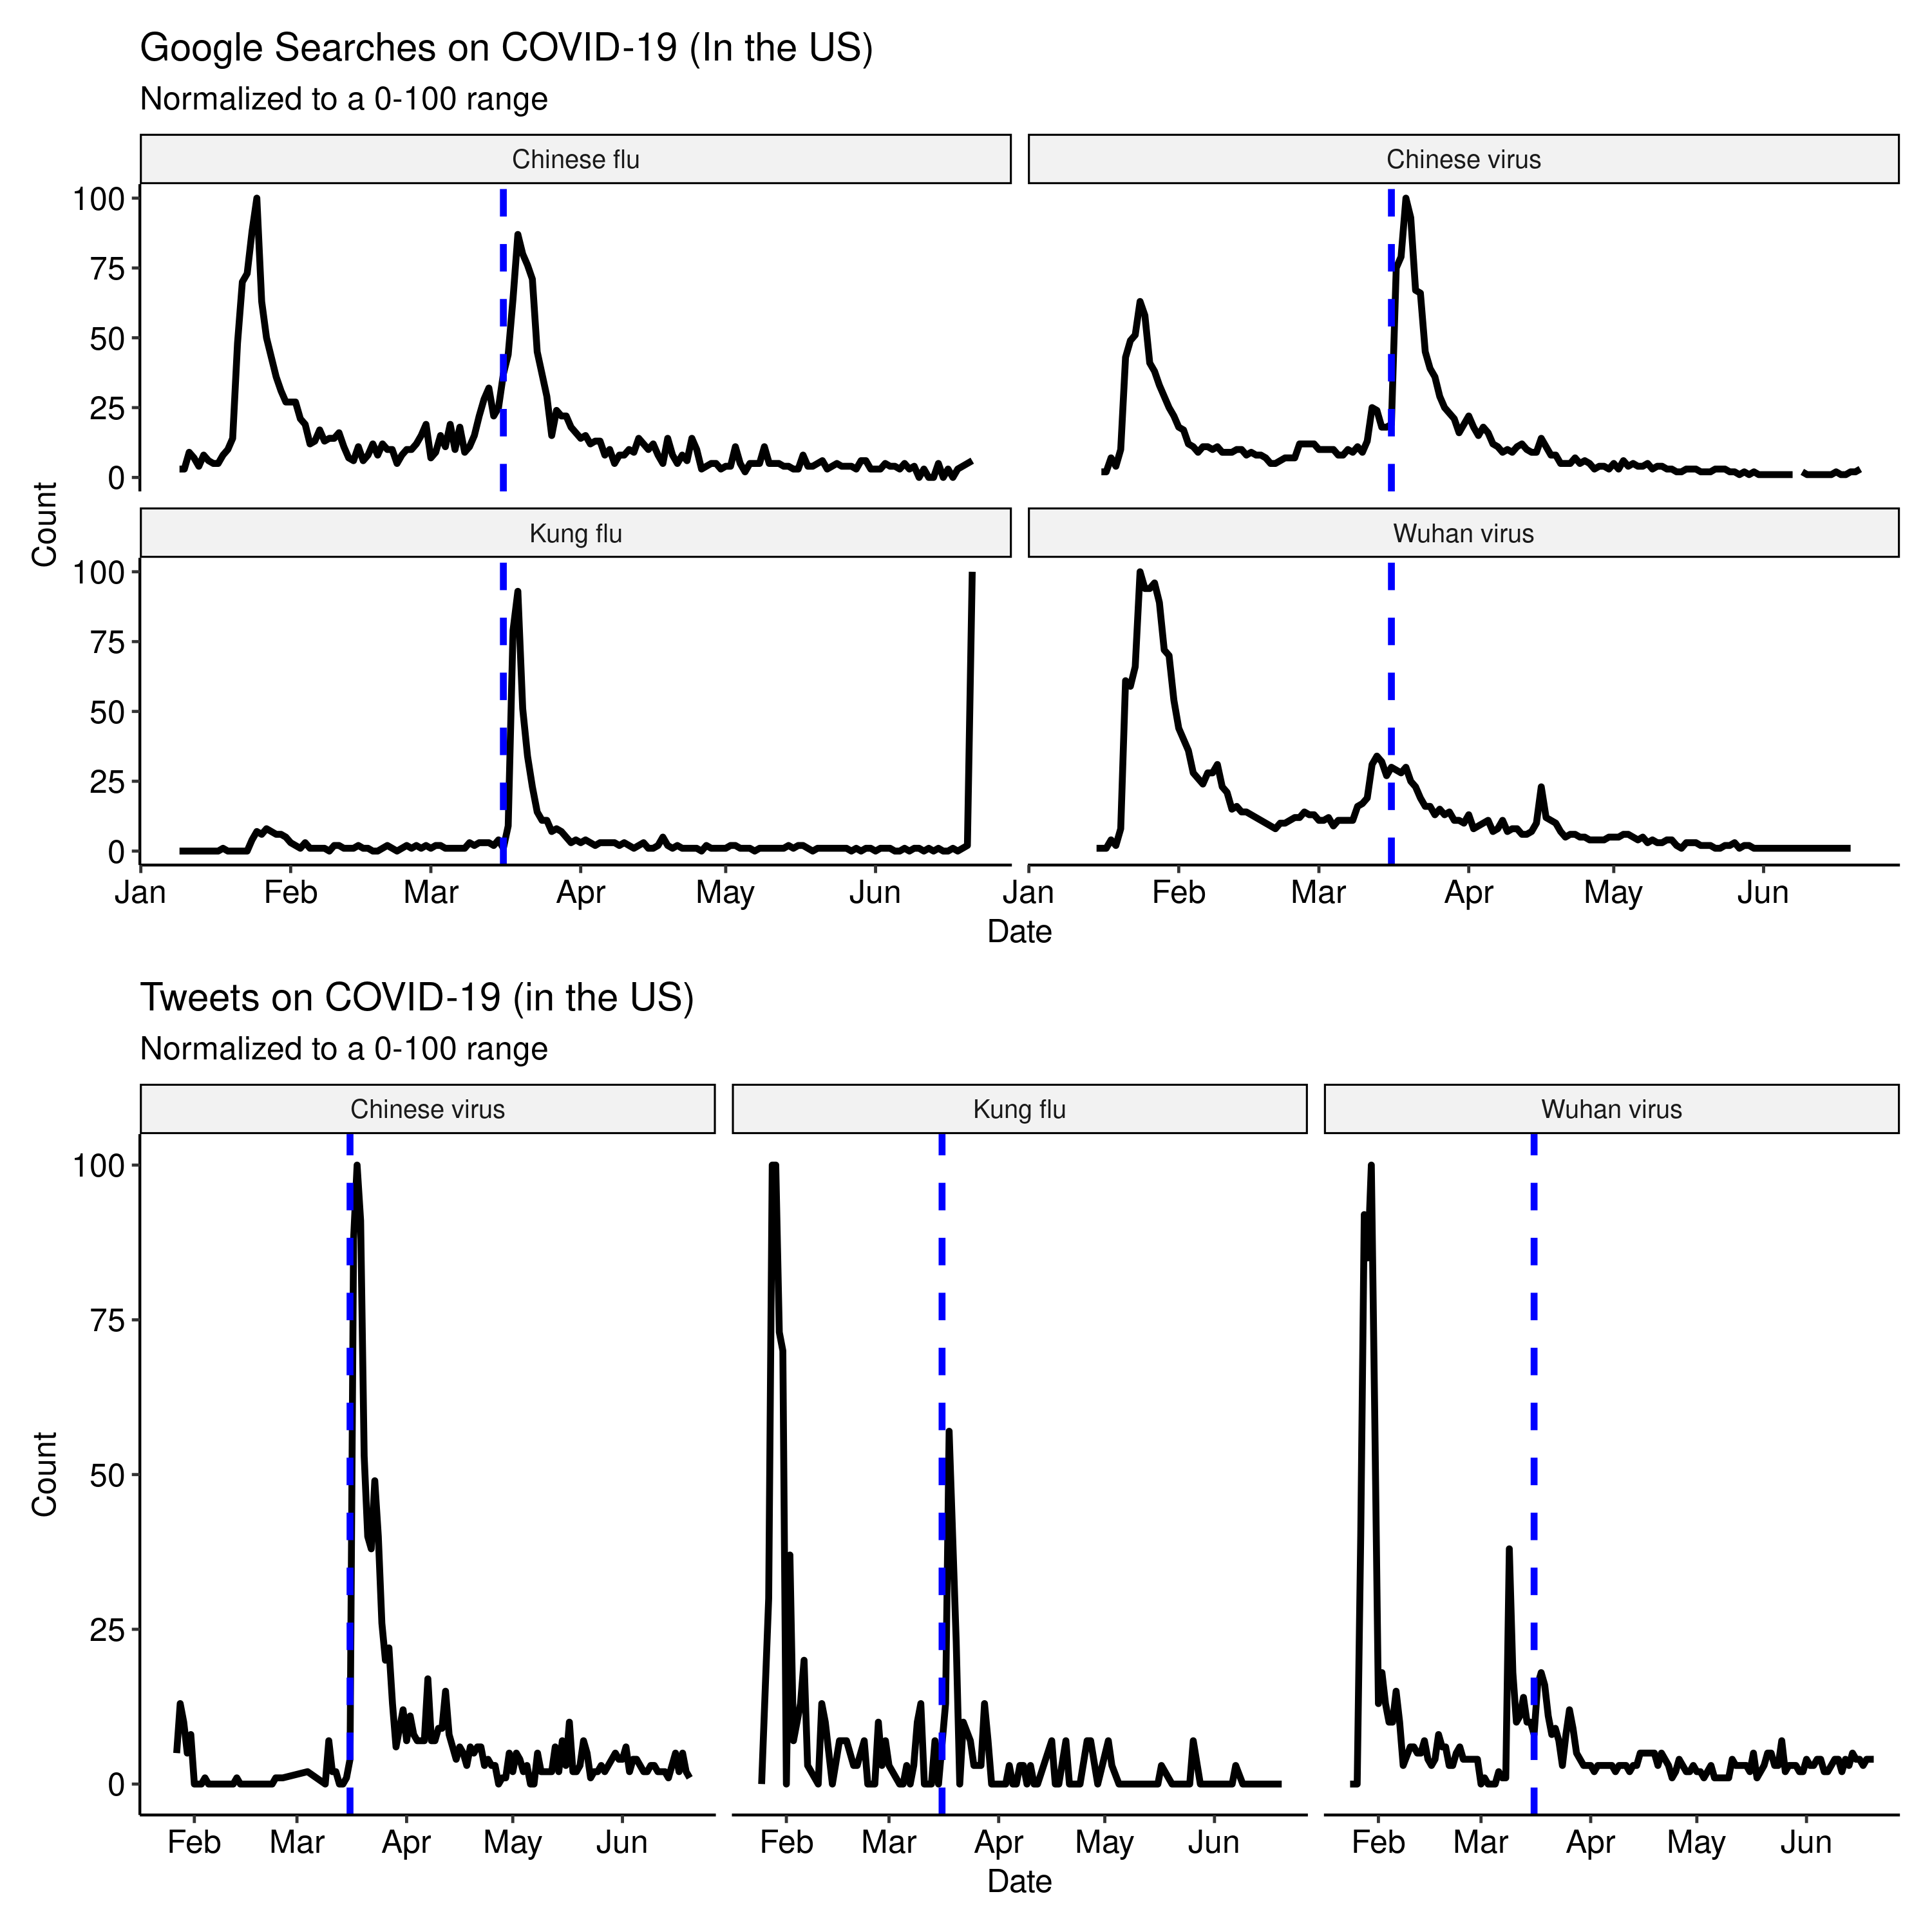 Google Searches on COVID-19 (In the US)
Normalized to a 0-100 range
Chinese flu
Chinese virus
100
75
50
25
0
Count
Kung flu
Wuhan virus
100
75
50
25
0
Jan Feb Mar Apr May Jun
Jan Feb Mar Apr May Jun
Date
Tweets on COVID-19 (in the US)
Normalized to a 0-100 range
Chinese virus
Kung flu
Wuhan virus
100
75
50
25
0
Count
Feb Mar Apr May Jun
Feb Mar Apr May Jun
Feb Mar Apr May Jun
Date